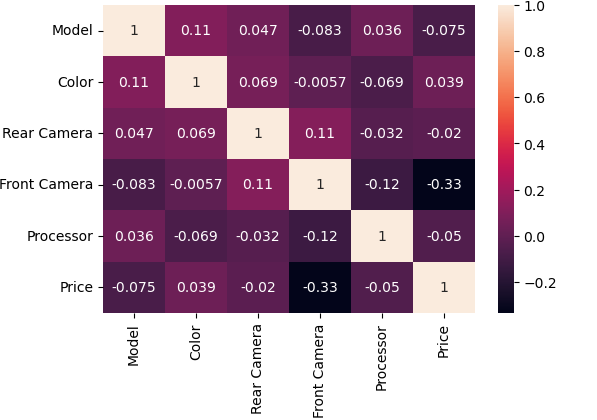 Model 1 0.11 0.047 -0.083 0.036 -0.075
Color 0.11 1 0.069 -0.0057 -0.069 0.039
Rear Camera 0.047 0.069 1 0.11 -0.032 -0.02
Front Camera -0.083 -0.0057 0.11 1 -0.12 -0.33
Processor 0.036 -0.069 -0.032 -0.12 1 -0.05
Price -0.075 0.039 -0.02 -0.33 -0.05 1
Model
Color
Rear Camera
Front Camera
Processor
Price
1.0
0.8
0.6
0.4
0.2
0.0
−0.2